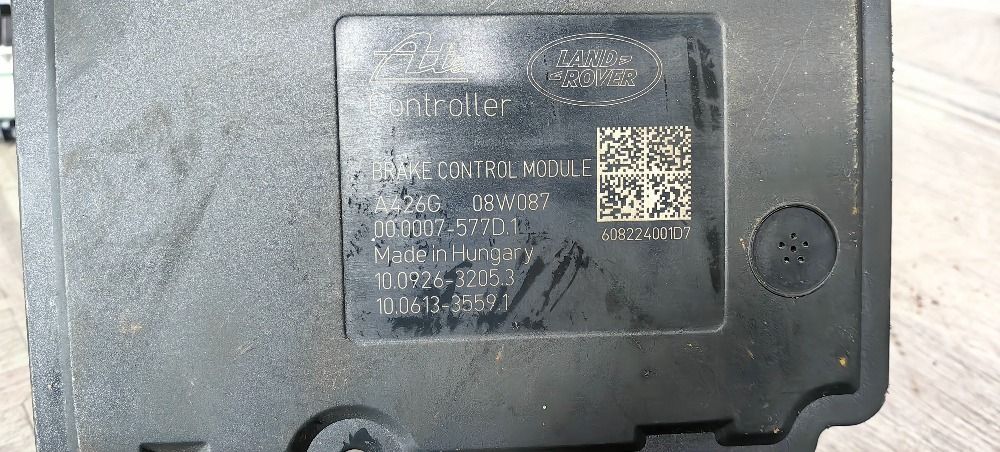 Ate
LAND
ROVER
Controller
BRAKE CONTROL MODULE
A426G 08W087
00.0007-577D.1
608224001D7
Made in Hungary
10.0926-3205.3
10.0613-3559.1